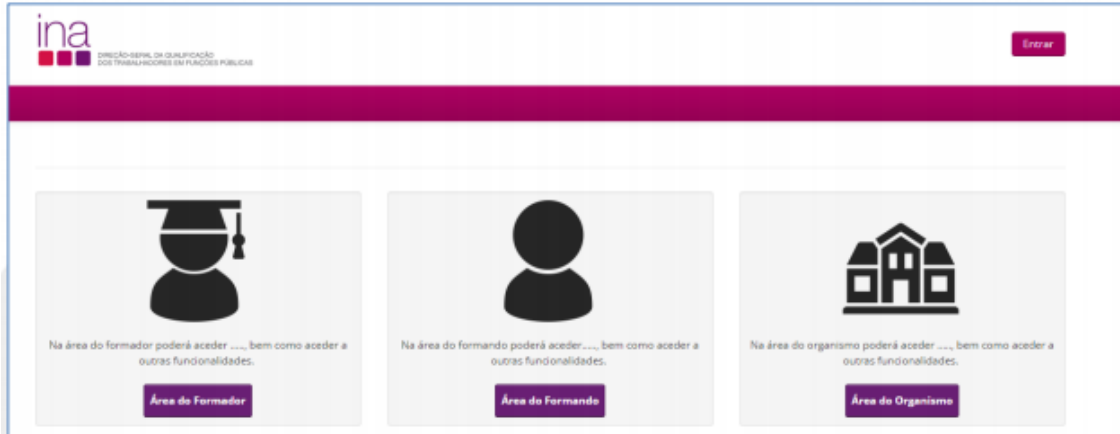 ina
DIREÇÃO-GERAL DA QUALIFICAÇÃO
DOS TRABALHADORES EM FUNÇÕES PÚBLICAS
Entrar
Na área do formador poderá aceder ....., bem como aceder a
outras funcionalidades.
Área do Formador
Na área do formando poderá aceder....., bem como aceder a
outras funcionalidades.
Área do Formando
Na área do organismo poderá aceder ....., bem como aceder a
outras funcionalidades.
Área do Organismo